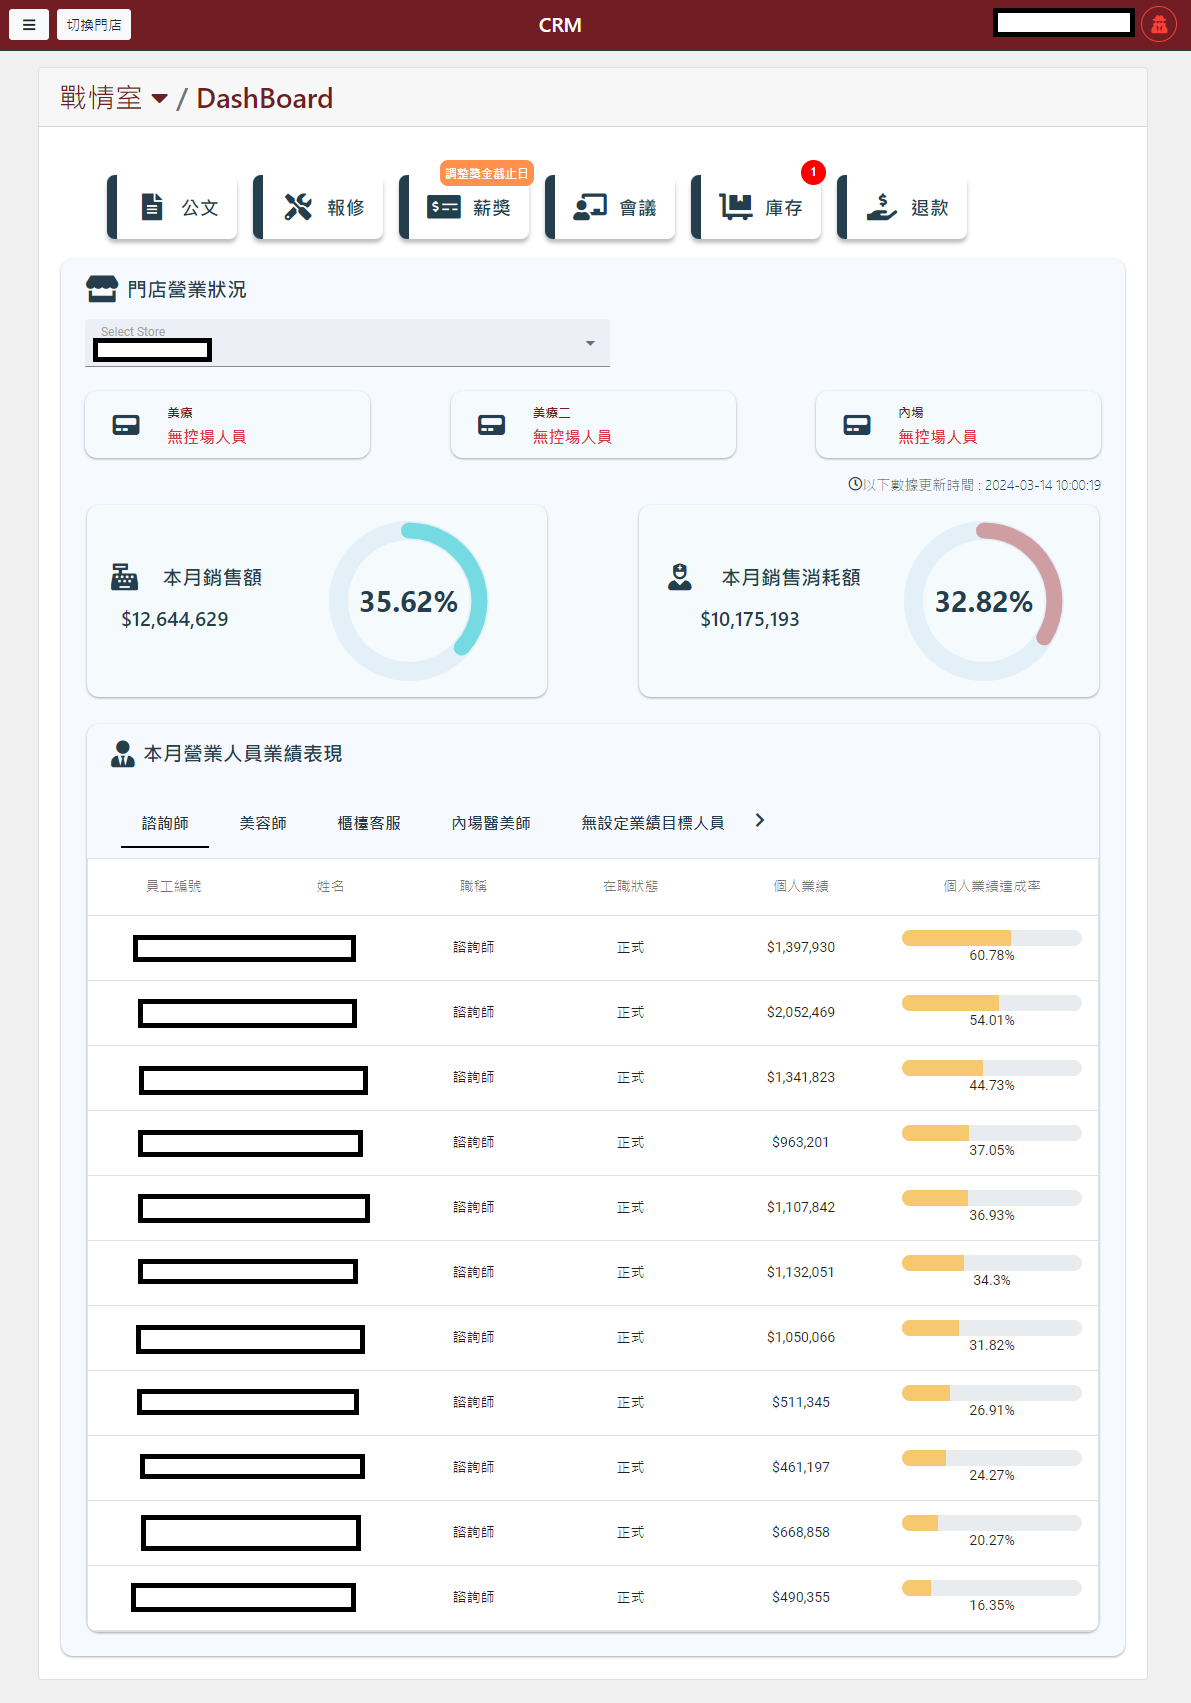 切換門店
CRM
戰情室 / DashBoard
調整獎金截止日
1
公文
報修
薪獎
會議
庫存
退款
門店營業狀況
Select Store
美療
無控場人員
美療二
無控場人員
內場
無控場人員
以下數據更新時間 : 2024-03-14 10:00:19
本月銷售額
$12,644,629
35.62%
本月銷售消耗額
$10,175,193
32.82%
本月營業人員業績表現
諮詢師 美容師 櫃檯客服 內場醫美師 無設定業績目標人員
員工編號 姓名 職稱 在職狀態 個人業績 個人業績達成率
諮詢師 正式 $1,397,930 60.78%
諮詢師 正式 $2,052,469 54.01%
諮詢師 正式 $1,341,823 44.73%
諮詢師 正式 $963,201 37.05%
諮詢師 正式 $1,107,842 36.93%
諮詢師 正式 $1,132,051 34.3%
諮詢師 正式 $1,050,066 31.82%
諮詢師 正式 $511,345 26.91%
諮詢師 正式 $461,197 24.27%
諮詢師 正式 $668,858 20.27%
諮詢師 正式 $490,355 16.35%